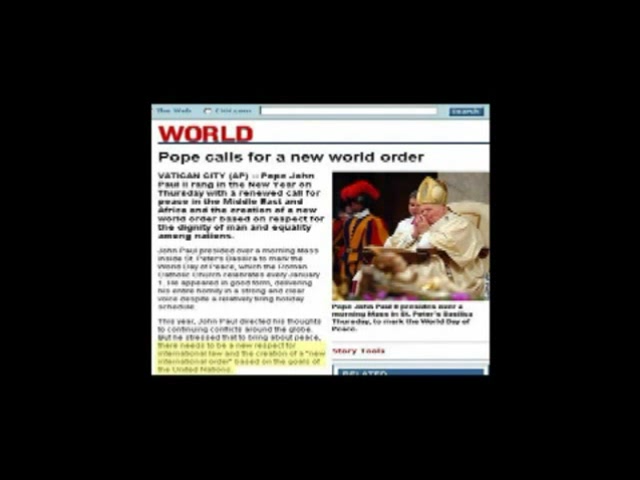 The Web CNN.com Search
WORLD
Pope calls for a new world order
VATICAN CITY (AP) -- Pope John
Paul II rang in the New Year on
Thursday with a renewed call for
peace in the Middle East and
Africa and the creation of a new
world order based on respect for
the dignity of man and equality
among nations.
John Paul presided over a morning Mass
inside St. Peter's Basilica to mark the
World Day of Peace, which the Roman
Catholic Church celebrates every January
1. He appeared in good form, delivering
his entire homily in a strong and clear
voice despite a relatively tiring holiday
schedule.
This year, John Paul directed his thoughts
to continuing conflicts around the globe.
But he stressed that to bring about peace,
there needs to be a new respect for
international law and the creation of a "new
international order" based on the goals of
the United Nations.
Pope John Paul II presides over a
morning Mass in St. Peter's Basilica
Thursday, to mark the World Day of
Peace.
Story Tools
RELATED